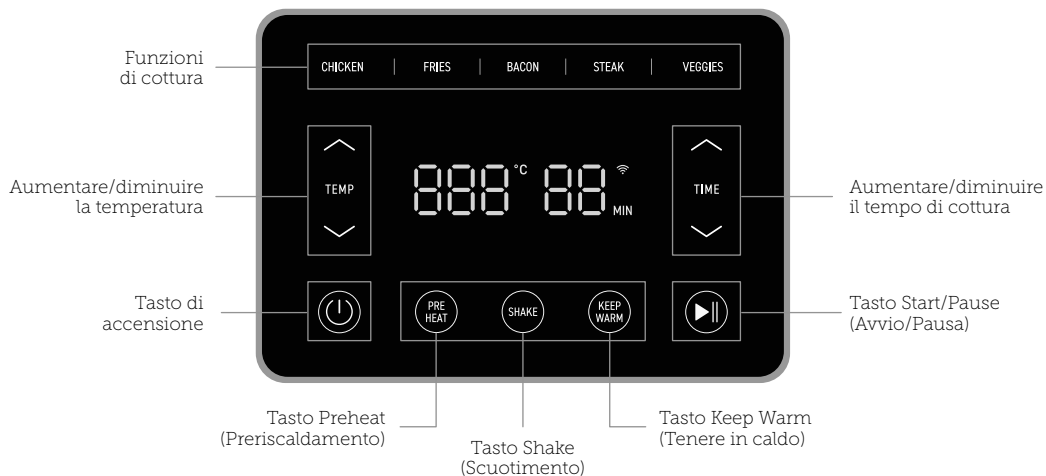 Funzioni
di cottura
CHICKEN | FRIES | BACON | STEAK | VEGGIES
Aumentare/diminuire
la temperatura
TEMP
888 °C 88 MIN
TIME
Aumentare/diminuire
il tempo di cottura
Tasto di
accensione
PRE
HEAT
SHAKE
KEEP
WARM
Tasto Start/Pause
(Avvio/Pausa)
Tasto Preheat
(Preriscaldamento)
Tasto Shake
(Scuotimento)
Tasto Keep Warm
(Tenere in caldo)